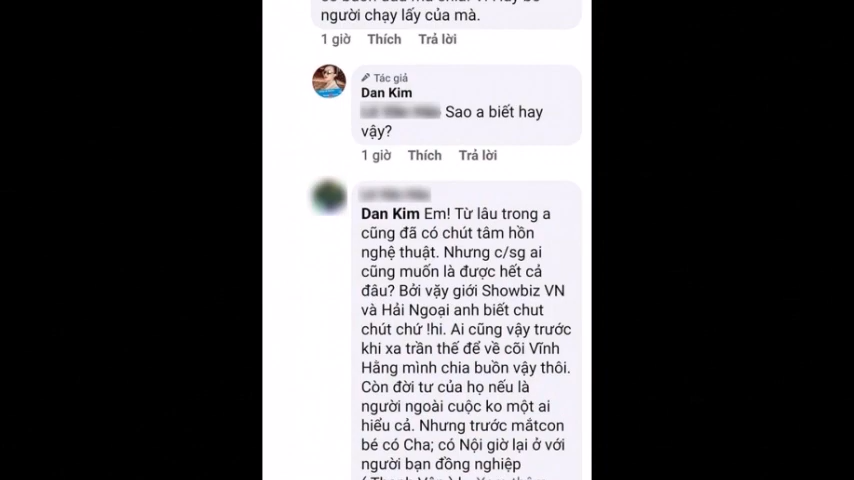 người chạy lấy của mà.
1 giờ Thích Trả lời
Tác giả
Dan Kim
Sao a biết hay
vậy?
1 giờ Thích Trả lời
Dan Kim Em! Từ lâu trong a
cũng đã có chút tâm hồn
nghệ thuật. Nhưng c/sg ai
cũng muốn là được hết cả
đâu? Bởi vậy giới Showbiz VN
và Hải Ngoại anh biết chut
chút chứ !hi. Ai cũng vậy trước
khi xa trần thế để về cõi Vĩnh
Hằng mình chia buồn vậy thôi.
Còn đời tư của họ nếu là
người ngoài cuộc ko một ai
hiểu cả. Nhưng trước mắtcon
bé có Cha; có Nội giờ lại ở với
người bạn đồng nghiệp